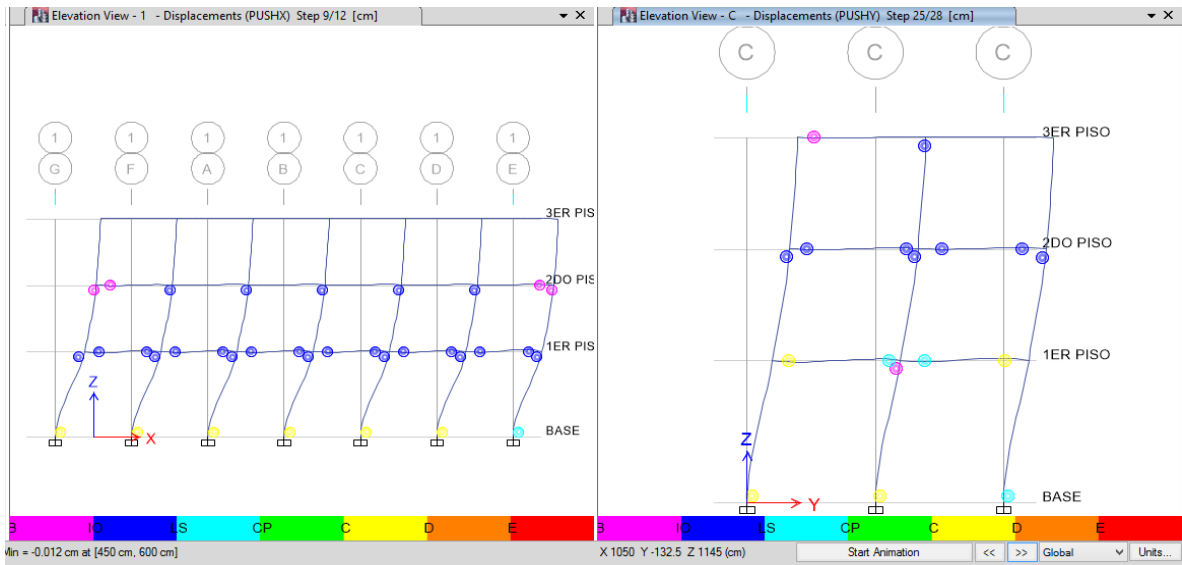 Elevation View - 1 - Displacements (PUSHX) Step 9/12 [cm]
1 1 1 1 1 1 1
G F A B C D E
3ER PIS
2DO PIS
1ER PIS
Z
X
BASE
B IO LS CP C D E
Min = -0.012 cm at [450 cm, 600 cm]
Elevation View - C - Displacements (PUSHY) Step 25/28 [cm]
C C C
3ER PISO
2DO PISO
1ER PISO
Z
Y
BASE
B IO LS CP C D E
X 1050 Y -132.5 Z 1145 (cm) Start Animation << >> Global Units...